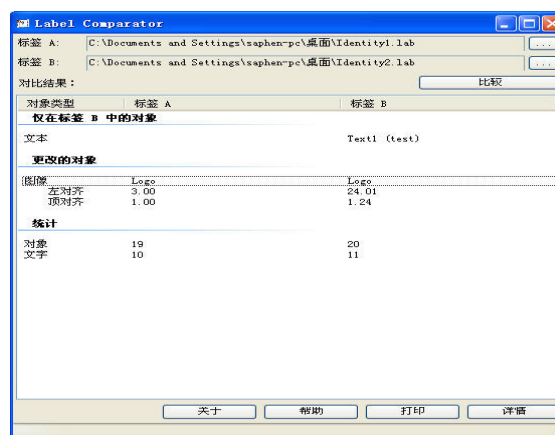 Label Comparator
标签 A: C:\Documents and Settings\saphen-pc\桌面\Identity1.lab ...
标签 B: C:\Documents and Settings\saphen-pc\桌面\Identity2.lab ...
对比结果： 比较
对象类型 标签 A 标签 B
仅在标签 B 中的对象
文本 Text1 (test)
更改的对象
图像 Logo Logo
左对齐 3.00 24.01
顶对齐 1.00 1.24
统计
对象 19 20
文字 10 11
关于 帮助 打印 详情